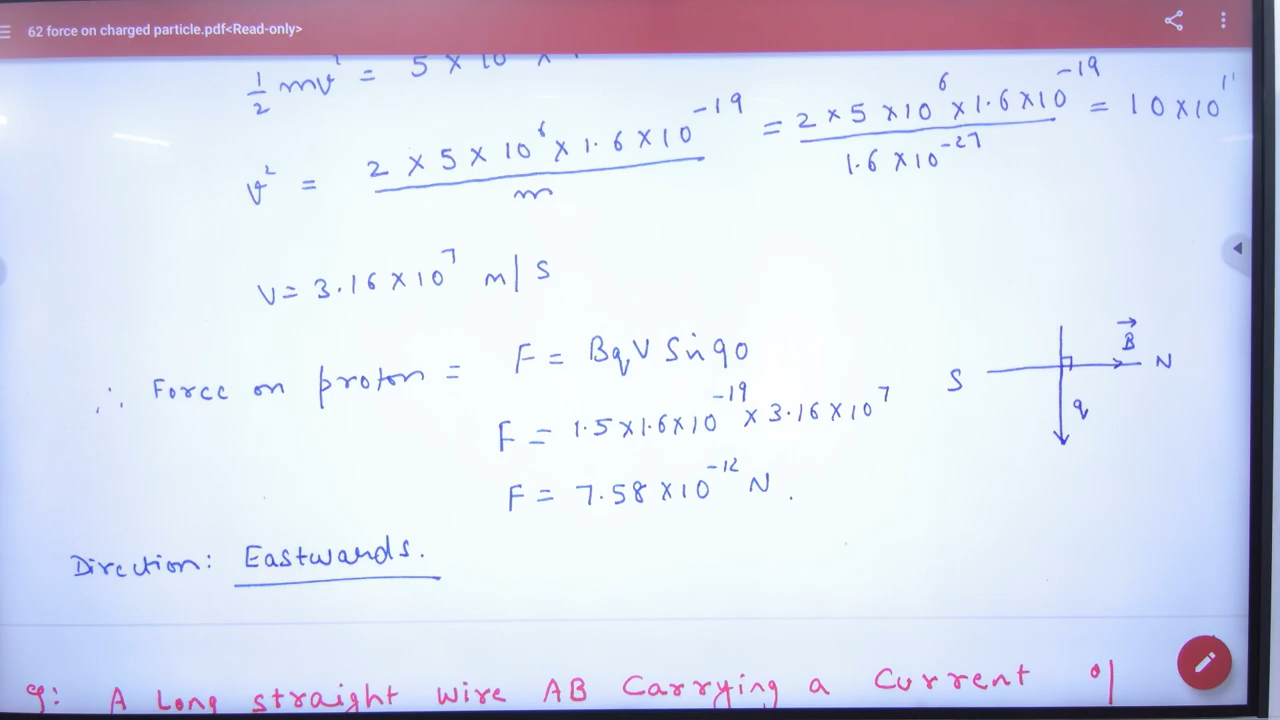 62 force on charged particle.pdf<Read-only>
1/2 mv² = 5 × 10
v² = 2 × 5 × 10⁶ × 1.6 × 10⁻¹⁹ / m = 2 × 5 × 10⁶ × 1.6 × 10⁻¹⁹ / 1.6 × 10⁻²⁷ = 10 × 10
v = 3.16 × 10⁷ m/s
∴ Force on proton = F = BqV Sin 90
F = 1.5 × 1.6 × 10⁻¹⁹ × 3.16 × 10⁷
F = 7.58 × 10⁻¹² N.
S B⃗ N
q
Direction: Eastwards.
q: A Long straight wire AB Carrying a Current of